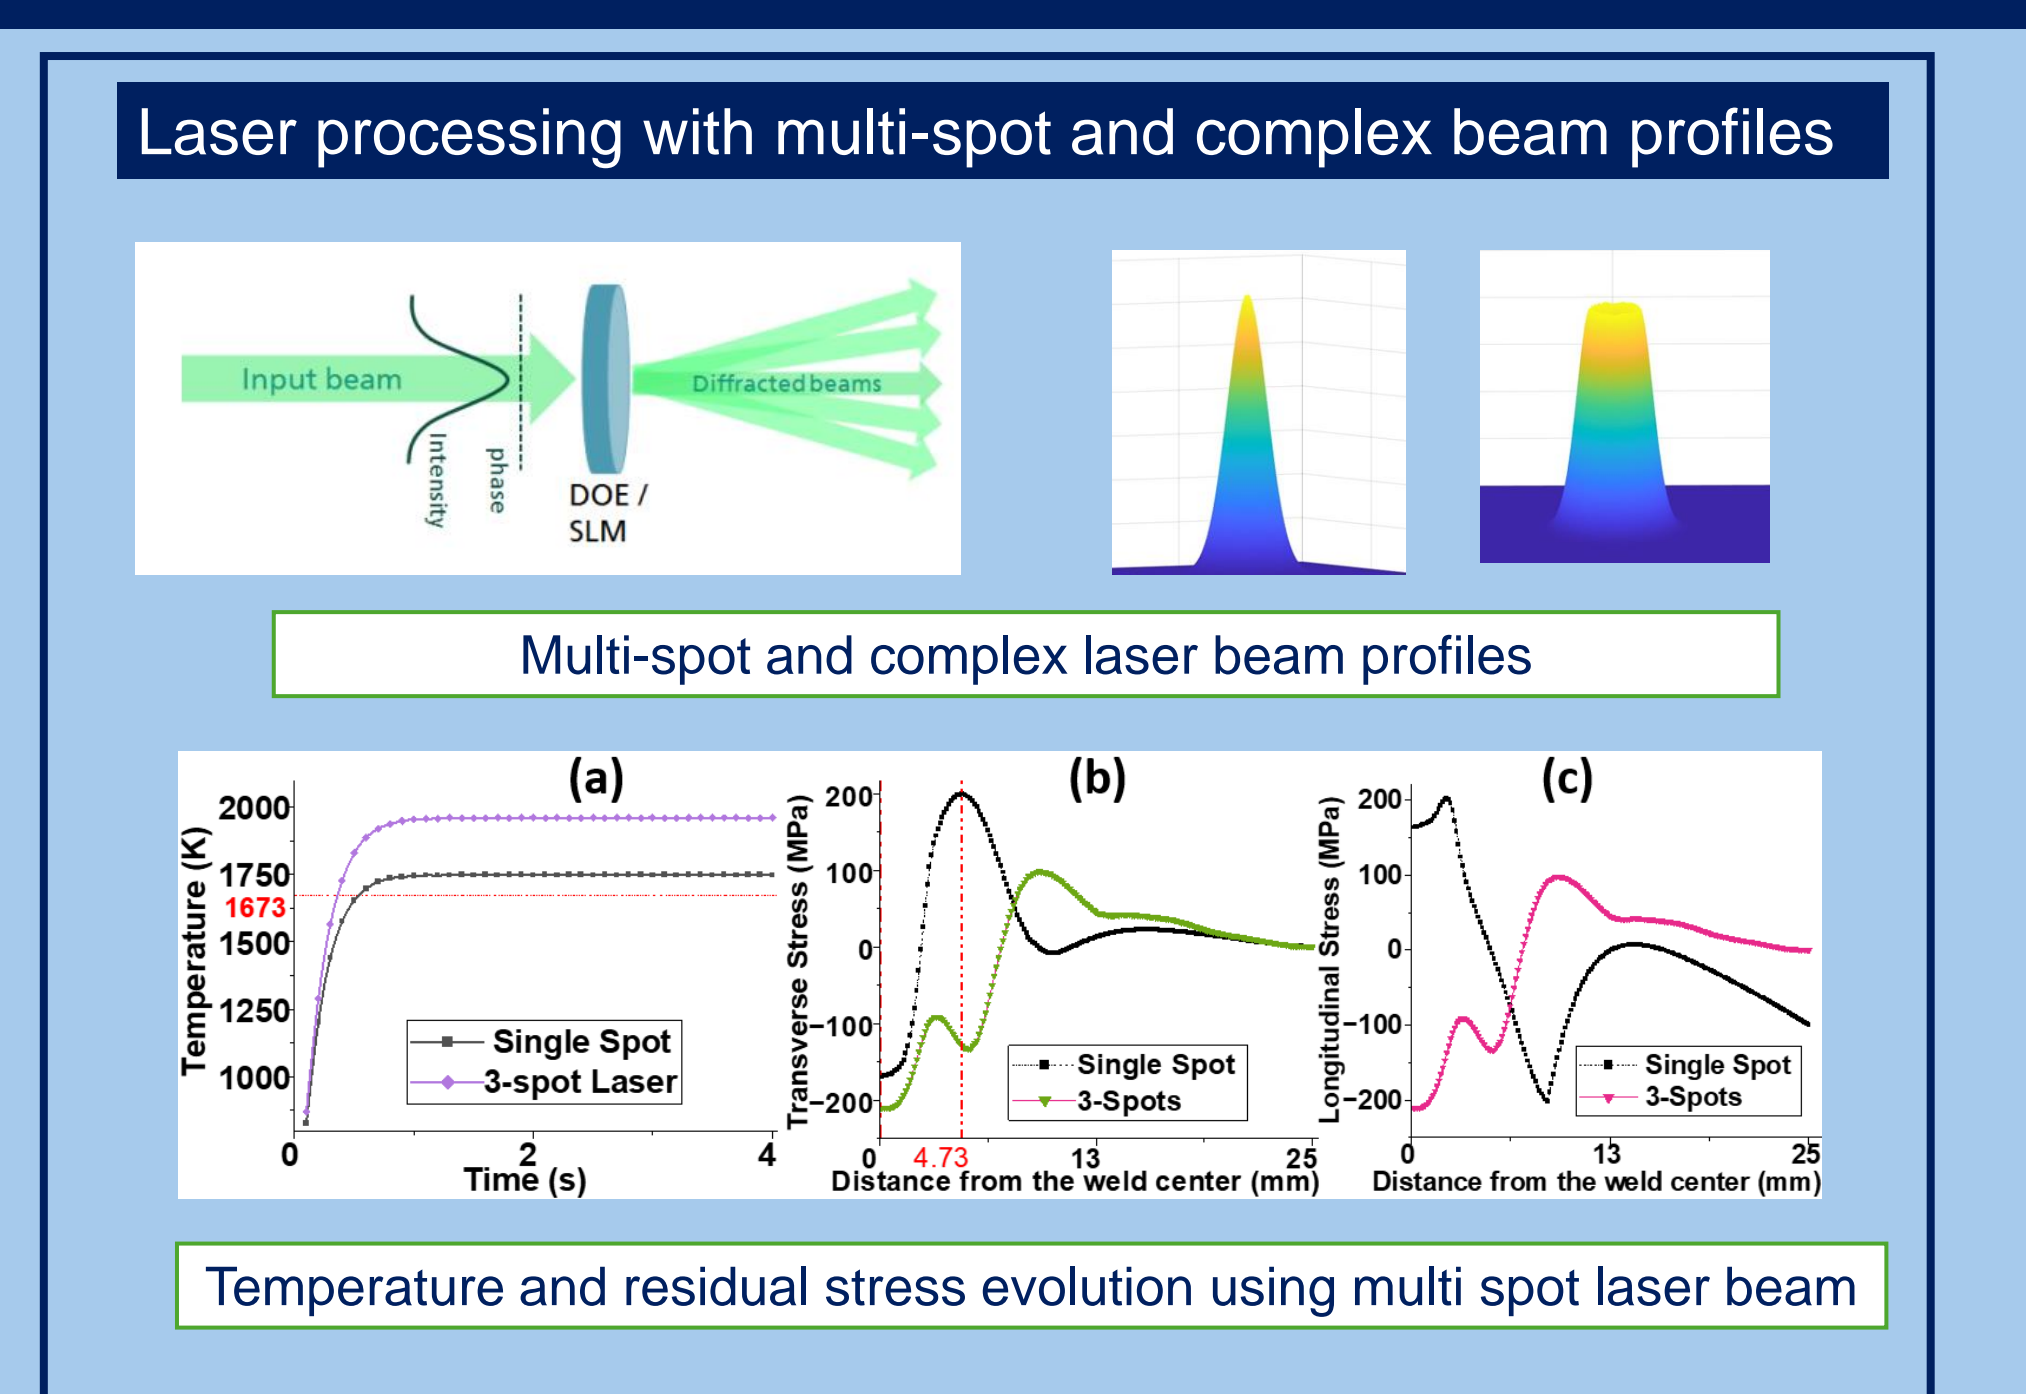 Laser processing with multi-spot and complex beam profiles
Input beam
Intensity
phase
DOE /
SLM
Diffracted beams
Multi-spot and complex laser beam profiles
(a)
Temperature (K)
2000
1750
1673
1500
1250
1000
Single Spot
3-spot Laser
0
2
4
Time (s)
(b)
Transverse Stress (MPa)
200
100
0
−100
−200
Single Spot
3-Spots
0
4.73
13
25
Distance from the weld center (mm)
(c)
Longitudinal Stress (MPa)
200
100
0
−100
−200
Single Spot
3-Spots
0
13
25
Distance from the weld center (mm)
Temperature and residual stress evolution using multi spot laser beam